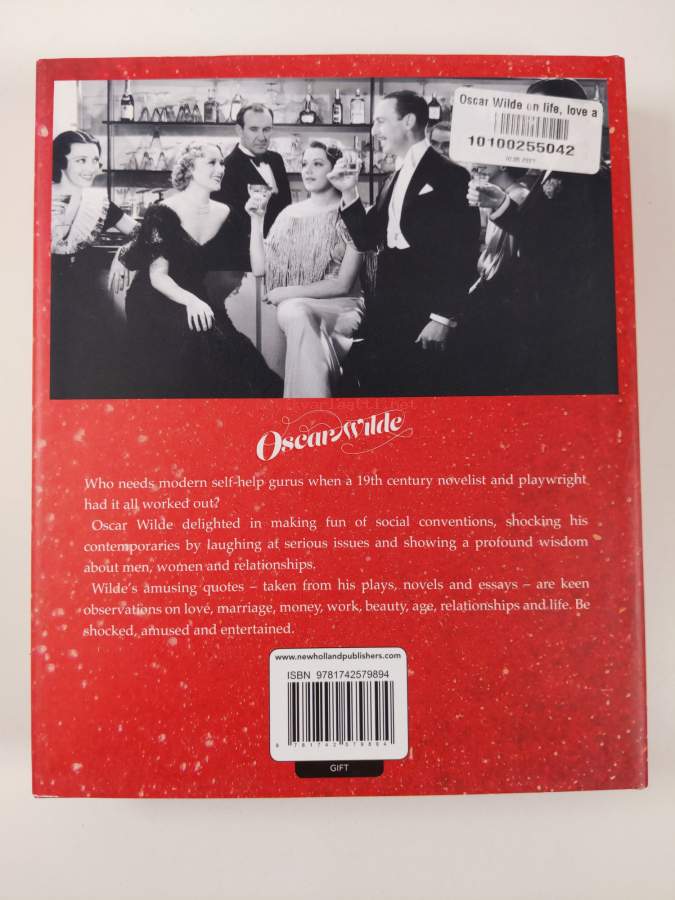 Oscar Wilde on life, love a
10100255042
Oscar Wilde
Who needs modern self-help gurus when a 19th century novelist and playwright
had it all worked out?
Oscar Wilde delighted in making fun of social conventions, shocking his
contemporaries by laughing at serious issues and showing a profound wisdom
about men, women and relationships.
Wilde's amusing quotes – taken from his plays, novels and essays – are keen
observations on love, marriage, money, work, beauty, age, relationships and life. Be
shocked, amused and entertained.
www.newhollandpublishers.com
ISBN 9781742579894
9 781742 579894
GIFT